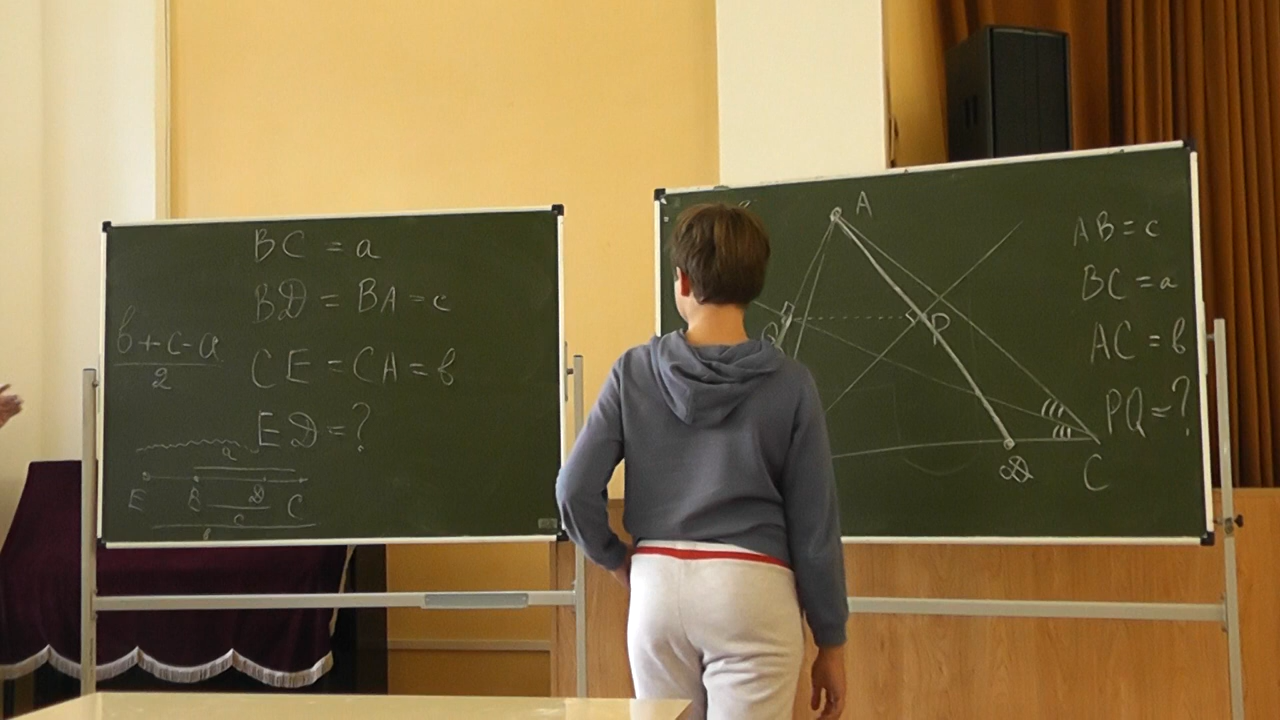 BC = a
BD = BA = c
CE = CA = b
ED = ?
b+c-a
2
a
E B D C
c
b
A
Q
P
D
C
AB = c
BC = a
AC = b
PQ = ?